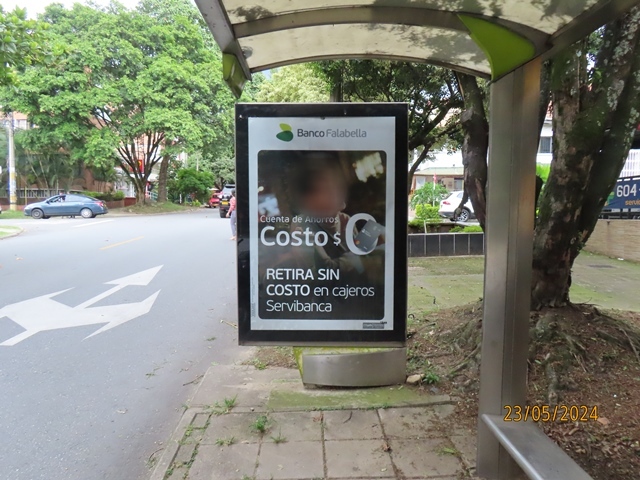 Banco Falabella
Cuenta de Ahorros
Costo $0
RETIRA SIN
COSTO en cajeros
Servibanca
604
23/05/2024